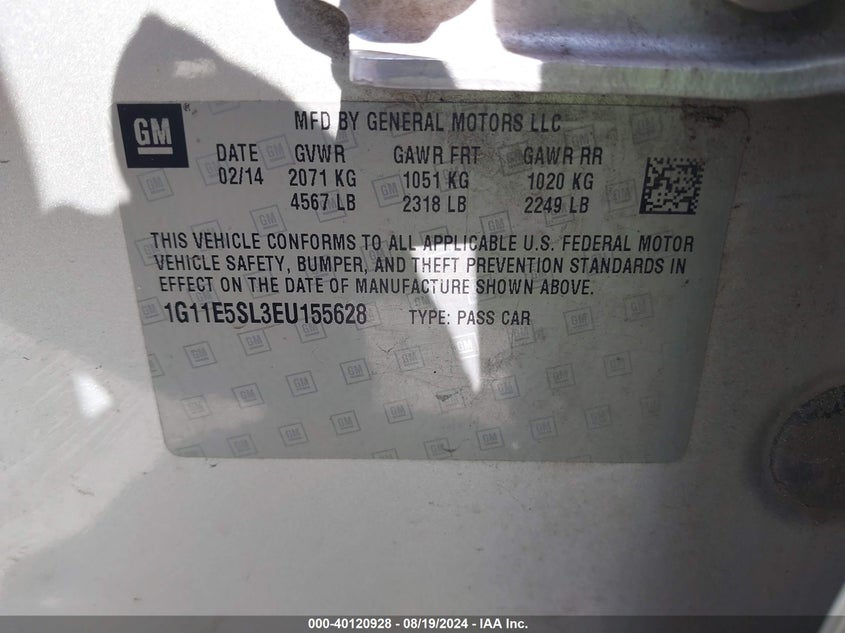 GM
MFD BY GENERAL MOTORS LLC
DATE GVWR GAWR FRT GAWR RR
02/14 2071 KG 1051 KG 1020 KG
4567 LB 2318 LB 2249 LB
THIS VEHICLE CONFORMS TO ALL APPLICABLE U.S. FEDERAL MOTOR
VEHICLE SAFETY, BUMPER, AND THEFT PREVENTION STANDARDS IN
EFFECT ON THE DATE OF MANUFACTURE SHOWN ABOVE.
1G11E5SL3EU155628 TYPE: PASS CAR
000-40120928 - 08/19/2024 - IAA Inc.